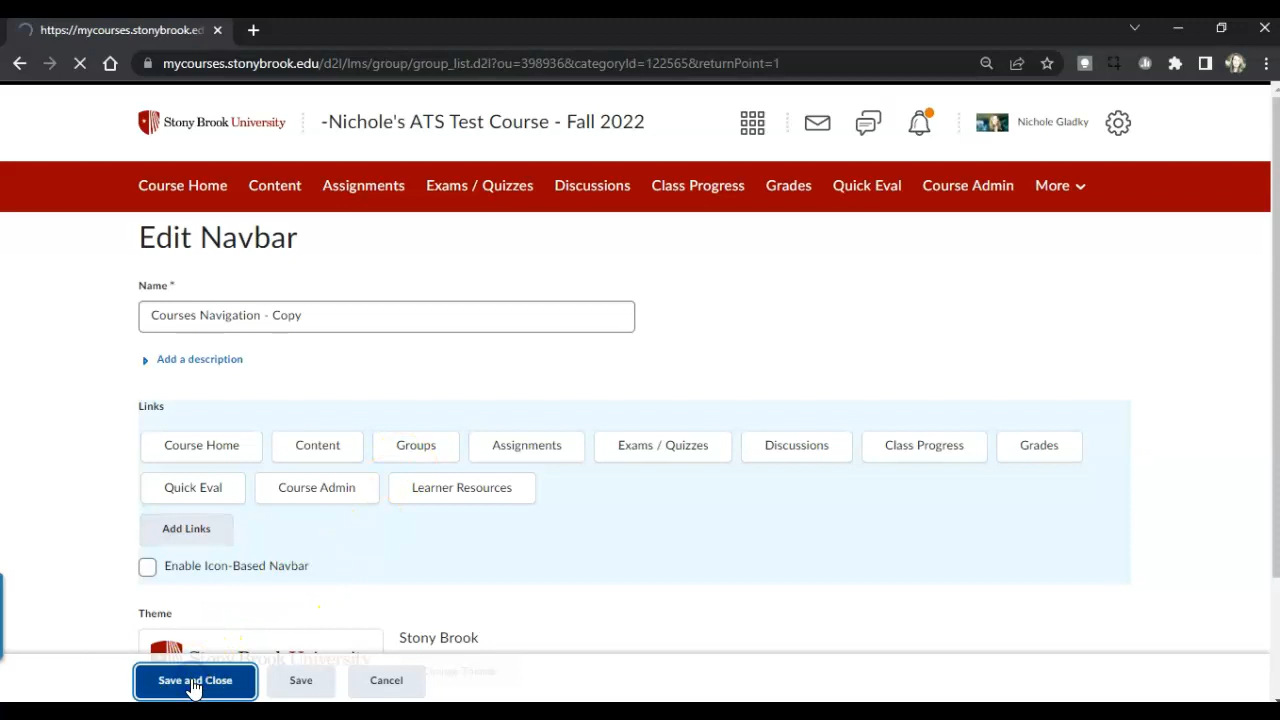 https://mycourses.stonybrook.ed
mycourses.stonybrook.edu/d2l/lms/group/group_list.d2l?ou=398936&categoryId=122565&returnPoint=1
Stony Brook University
-Nichole's ATS Test Course - Fall 2022
Nichole Gladky
Course Home Content Assignments Exams / Quizzes Discussions Class Progress Grades Quick Eval Course Admin More
Edit Navbar
Name *
Courses Navigation - Copy
Add a description
Links
Course Home Content Groups Assignments Exams / Quizzes Discussions Class Progress Grades
Quick Eval Course Admin Learner Resources
Add Links
Enable Icon-Based Navbar
Theme
Stony Brook
Stony Brook University
Change Theme
Save and Close Save Cancel